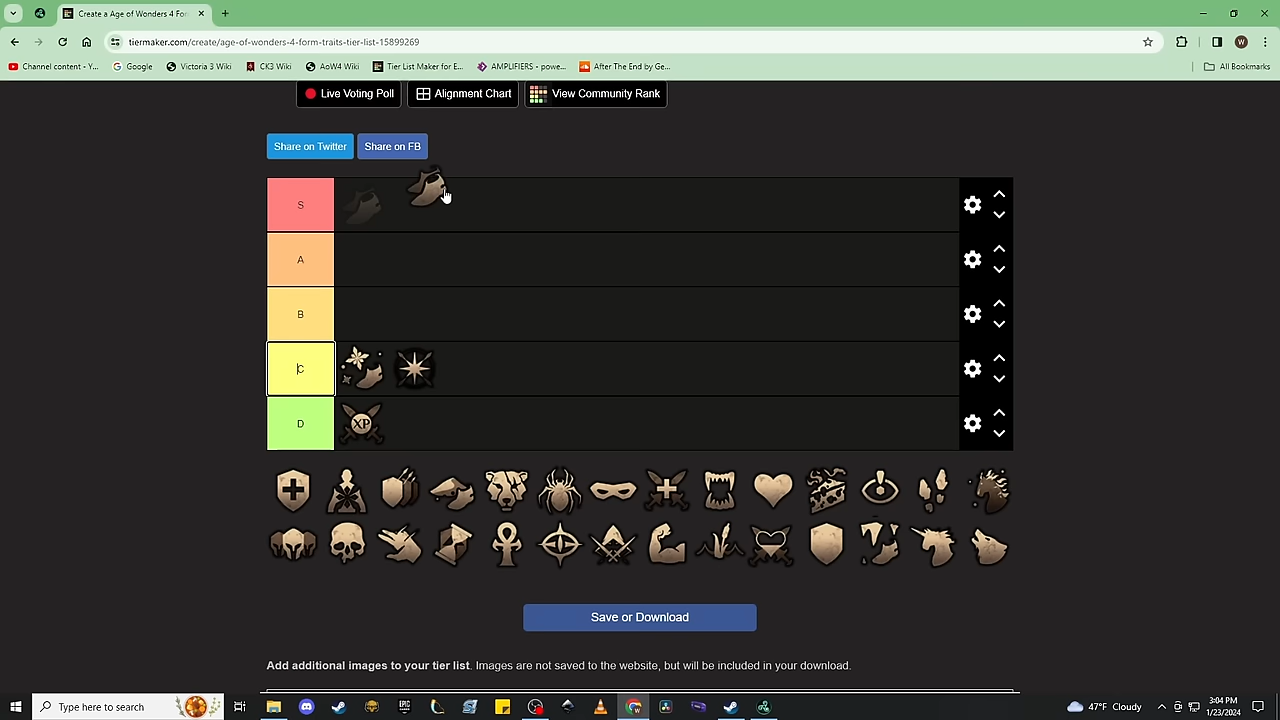 Create a Age of Wonders 4 For
tiermaker.com/create/age-of-wonders-4-form-traits-tier-list-15899269
W
Channel content - Y...
Google
Victoria 3 Wiki
CK3 Wiki
AoW4 Wiki
Tier List Maker for E...
AMPLIFIERS - powe...
After The End by Ge...
All Bookmarks
Live Voting Poll
Alignment Chart
View Community Rank
Share on Twitter
Share on FB
S
A
B
C
D
XP
Save or Download
Add additional images to your tier list. Images are not saved to the website, but will be included in your download.
Type here to search
EPIC
47°F Cloudy
3:04 PM
1/23/2024